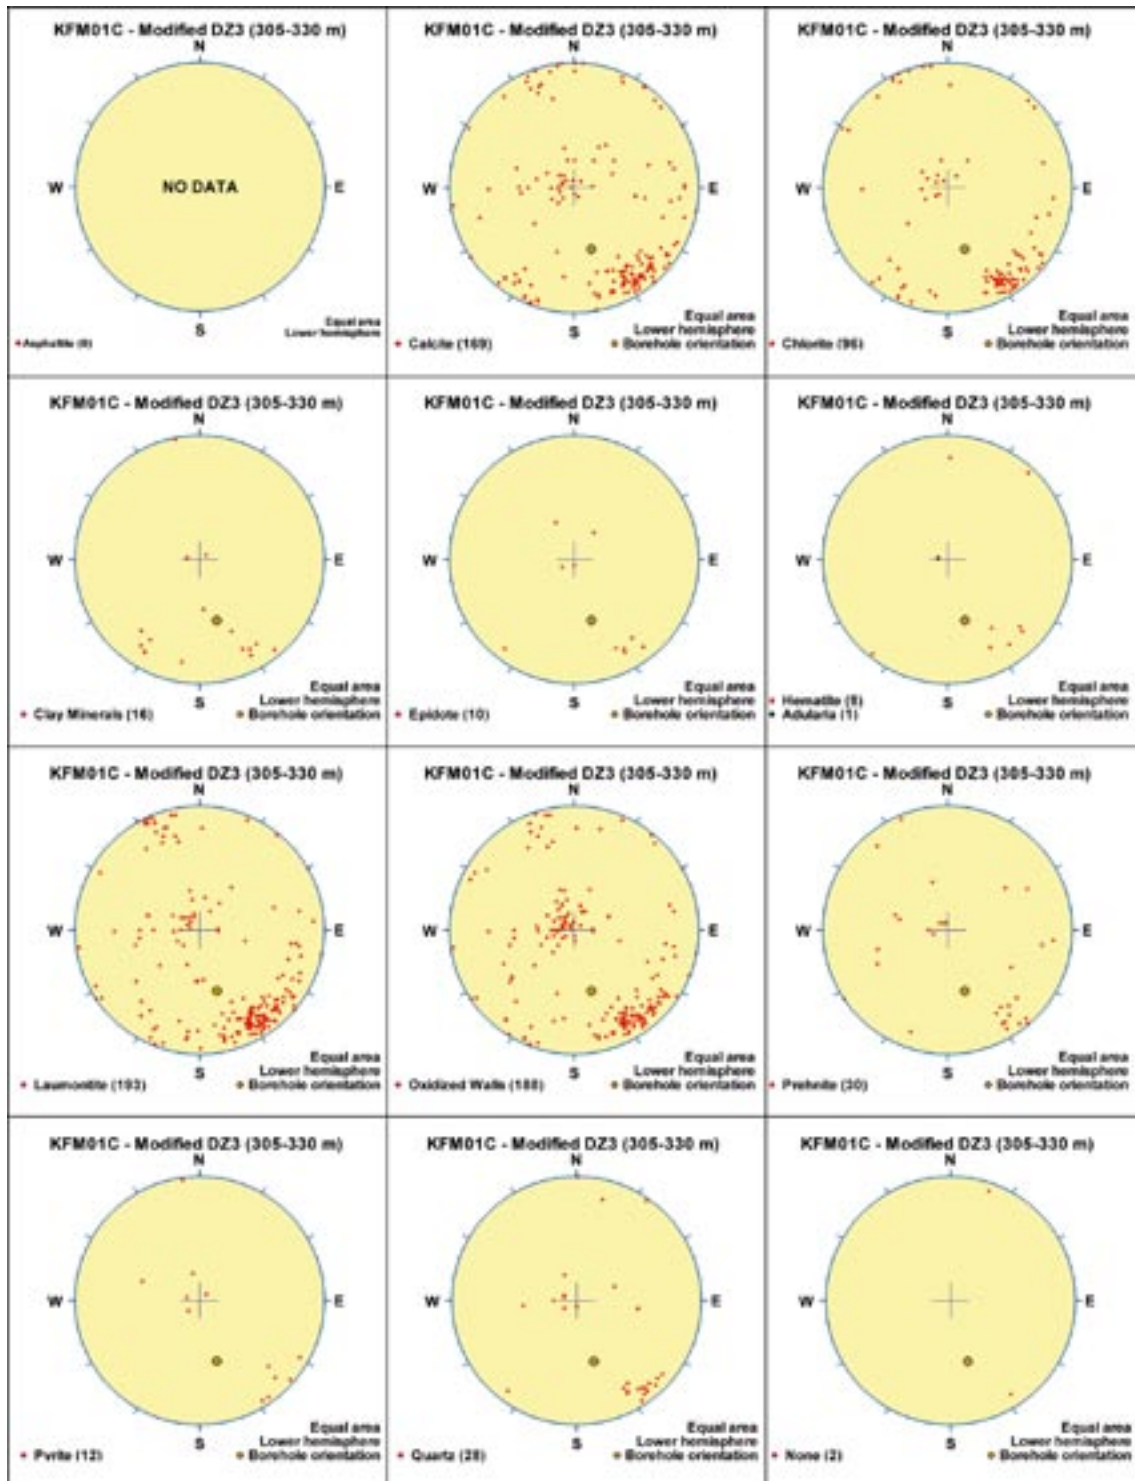 KFM01C - Modified DZ3 (305-330 m)
N
W
NO DATA
E
S
Equal area
Lower hemisphere
Asphaltite (0)
KFM01C - Modified DZ3 (305-330 m)
N
W
E
S
Equal area
Lower hemisphere
Calcite (169)
Borehole orientation
KFM01C - Modified DZ3 (305-330 m)
N
W
E
S
Equal area
Lower hemisphere
Chlorite (96)
Borehole orientation
KFM01C - Modified DZ3 (305-330 m)
N
W
E
S
Equal area
Lower hemisphere
Clay Minerals (16)
Borehole orientation
KFM01C - Modified DZ3 (305-330 m)
N
W
E
S
Equal area
Lower hemisphere
Epidote (10)
Borehole orientation
KFM01C - Modified DZ3 (305-330 m)
N
W
E
S
Equal area
Lower hemisphere
Hematite
Adularia (1)
Borehole orientation
KFM01C - Modified DZ3 (305-330 m)
N
W
E
S
Equal area
Lower hemisphere
Laumontite (193)
Borehole orientation
KFM01C - Modified DZ3 (305-330 m)
N
W
E
S
Equal area
Lower hemisphere
Oxidized Walls (188)
Borehole orientation
KFM01C - Modified DZ3 (305-330 m)
N
W
E
S
Equal area
Lower hemisphere
Prehnite (30)
Borehole orientation
KFM01C - Modified DZ3 (305-330 m)
N
W
E
S
Equal area
Lower hemisphere
Pyrite (12)
Borehole orientation
KFM01C - Modified DZ3 (305-330 m)
N
W
E
S
Equal area
Lower hemisphere
Quartz (28)
Borehole orientation
KFM01C - Modified DZ3 (305-330 m)
N
W
E
S
Equal area
Lower hemisphere
None (2)
Borehole orientation